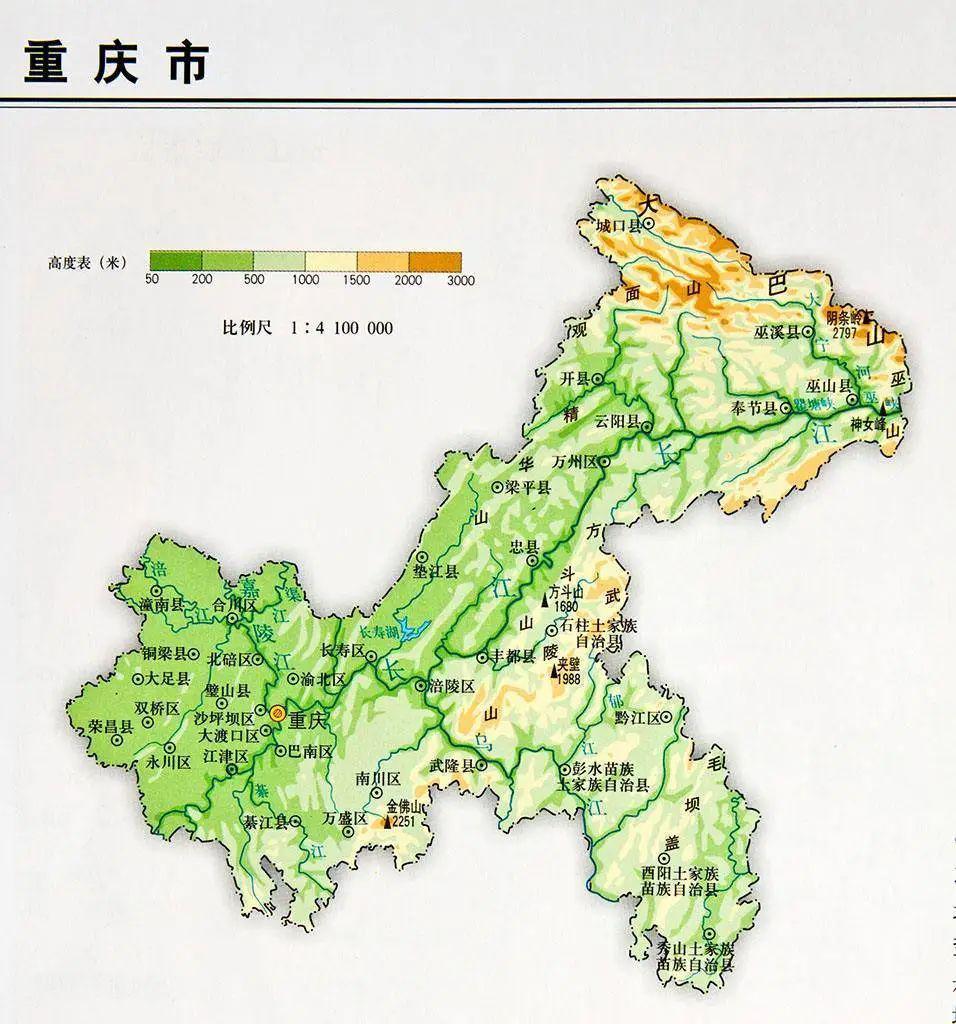 重庆市
高度表（米）
50 200 500 1000 1500 2000 3000
比例尺 1：4 100 000
大
城口县
面
山
巴
大
阴条岭
2797
山
观
巫溪县
宁
河
巫
开县
巫山县
精
奉节县
瞿塘峡
巫峡
云阳县
江
神女峰
山
长
华
万州区
梁平县
山
方
忠县
垫江县
斗
江
方斗山
1680
武
涪
嘉
渠
潼南县
江
合川区
江
山
石柱土家族
自治县
陵
长寿湖
铜梁县
北碚区
江
长寿区
长
丰都县
陵
夹壁
1988
大足县
渝北区
涪陵区
璧山县
双桥区
沙坪坝区
重庆
山
郁
黔江区
荣昌县
大渡口区
乌
永川区
江津区
巴南区
江
武隆县
彭水苗族
土家族自治县
毛
南川区
綦
江
坝
金佛山
2251
綦江县
万盛区
江
盖
酉阳土家族
苗族自治县
秀山土家族
苗族自治县